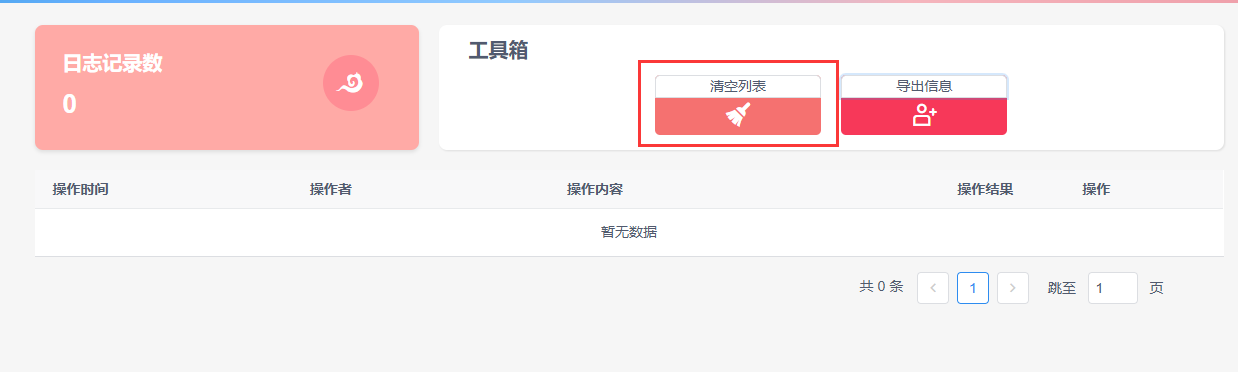 日志记录数
0
工具箱
清空列表
导出信息
操作时间 操作者 操作内容 操作结果 操作
暂无数据
共 0 条 1 跳至 1 页